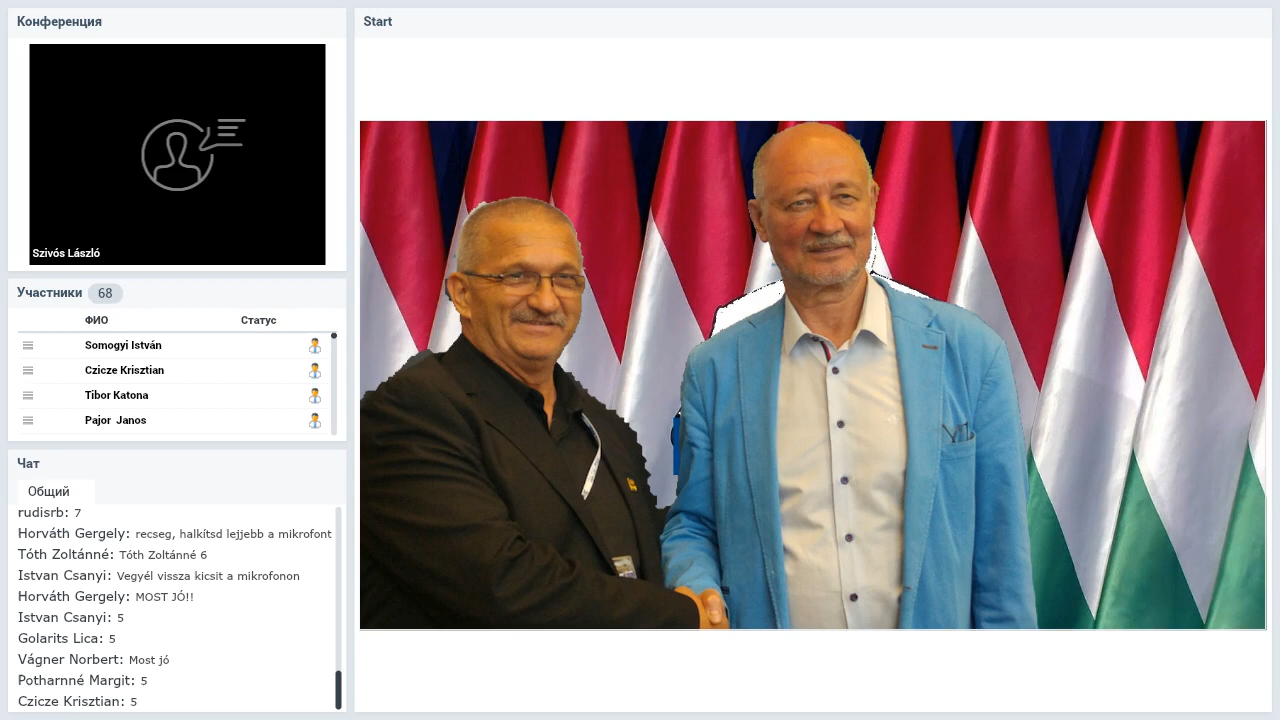 Конференция
Szivós László
Участники 68
ФИО Статус
Somogyi István
Czicze Krisztian
Tibor Katona
Pajor Janos
Чат
Общий
rudisrb: 7
Horváth Gergely: recseg, halkítsd lejjebb a mikrofont
Tóth Zoltánné: Tóth Zoltánné 6
Istvan Csanyi: Vegyél vissza kicsit a mikrofonon
Horváth Gergely: MOST JÓ!!
Istvan Csanyi: 5
Golarits Lica: 5
Vágner Norbert: Most jó
Potharnné Margit: 5
Czicze Krisztian: 5
Start